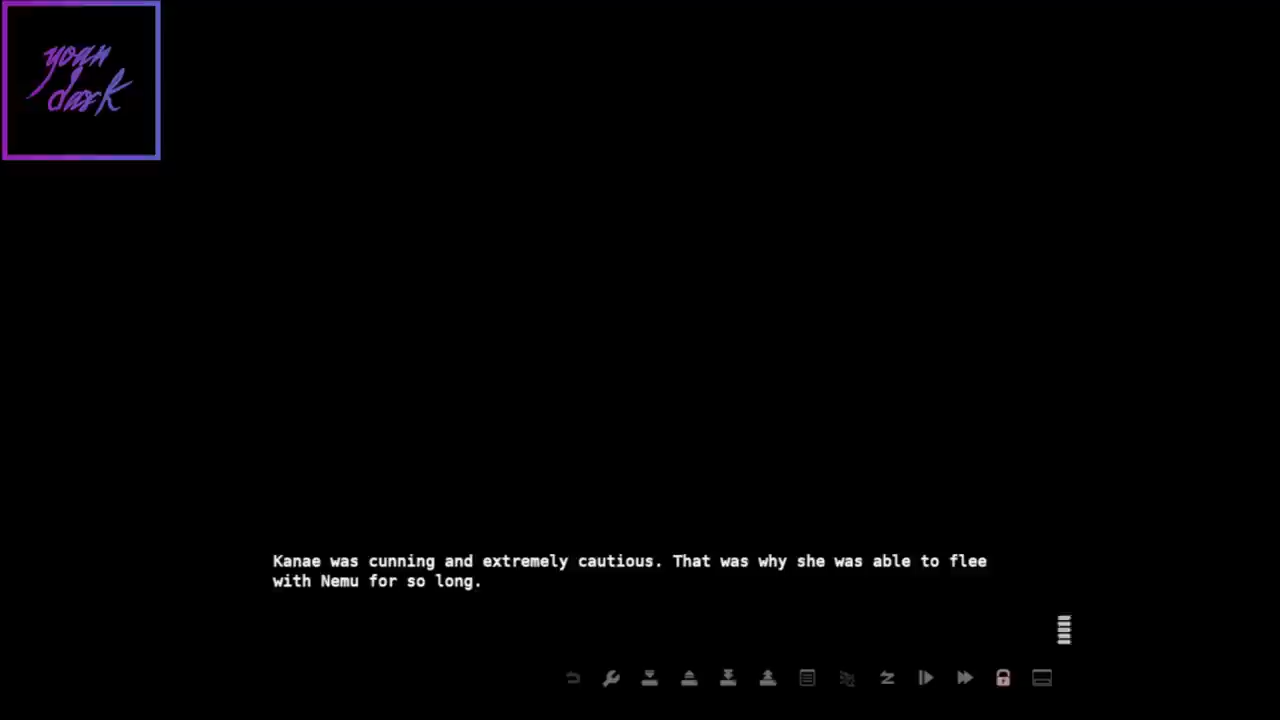 yoan
dark
Kanae was cunning and extremely cautious. That was why she was able to flee
with Nemu for so long.